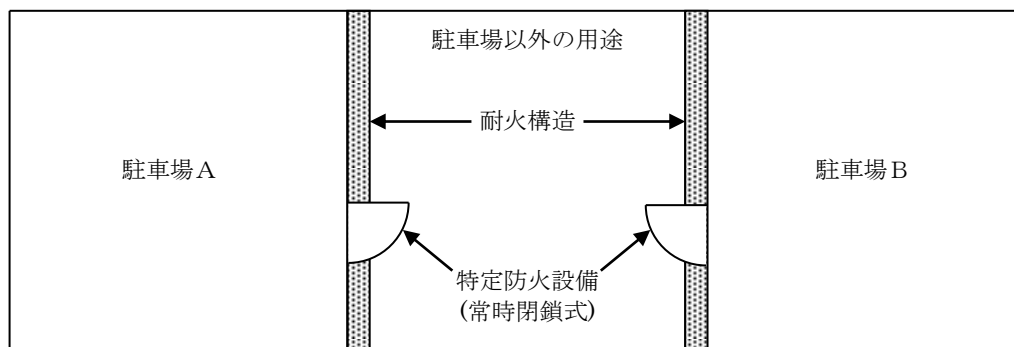 駐車場以外の用途
耐火構造
駐車場A
駐車場B
特定防火設備
(常時閉鎖式)